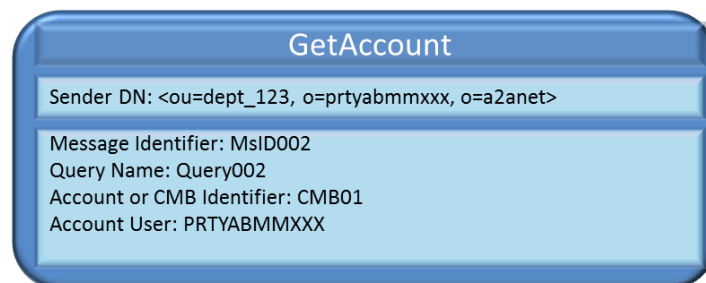 GetAccount
Sender DN: <ou=dept_123, o=prtyabmmxxx, o=a2anet>
Message Identifier: MsID002
Query Name: Query002
Account or CMB Identifier: CMB01
Account User: PRTYABMMXXX